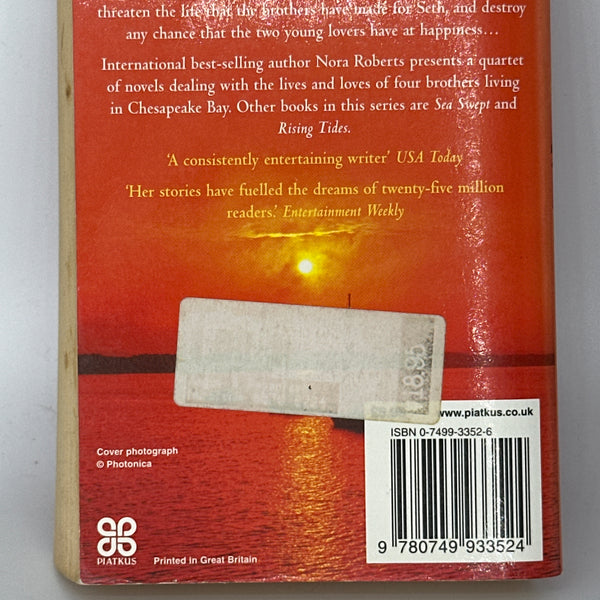 threaten the life that the brothers have made for Seth, and destroy
any chance that the two young lovers have at happiness…
International best-selling author Nora Roberts presents a quartet
of novels dealing with the lives and loves of four brothers living
in Chesapeake Bay. Other books in this series are Sea Swept and
Rising Tides.
‘A consistently entertaining writer’ USA Today
‘Her stories have fuelled the dreams of twenty-five million
readers.’ Entertainment Weekly
18.95
www.piatkus.co.uk
ISBN 0-7499-3352-6
9 780749 933524
Cover photograph
© Photonica
PIATKUS
Printed in Great Britain